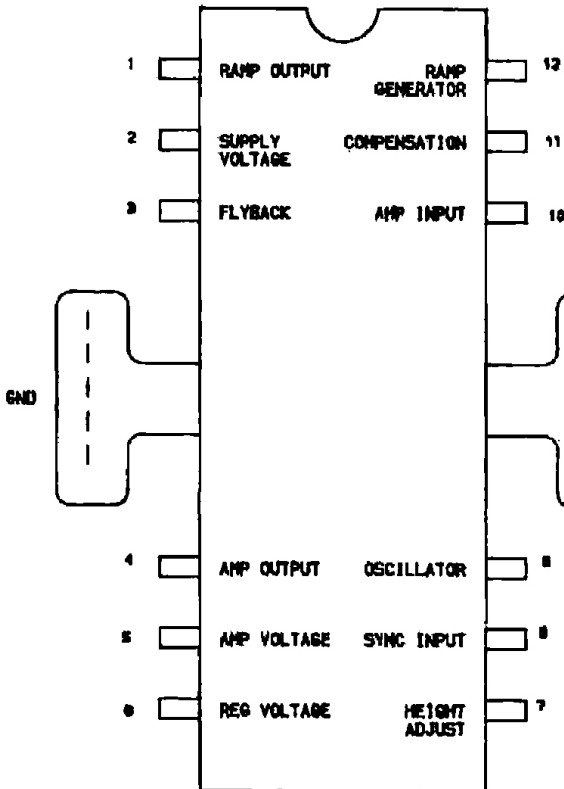 1 RAMP OUTPUT RAMP 12
GENERATOR
2 SUPPLY COMPENSATION 11
VOLTAGE
3 FLYBACK AMP INPUT 10
GND
4 AMP OUTPUT OSCILLATOR
5 AMP VOLTAGE SYNC INPUT
6 REG VOLTAGE HEIGHT 7
ADJUST